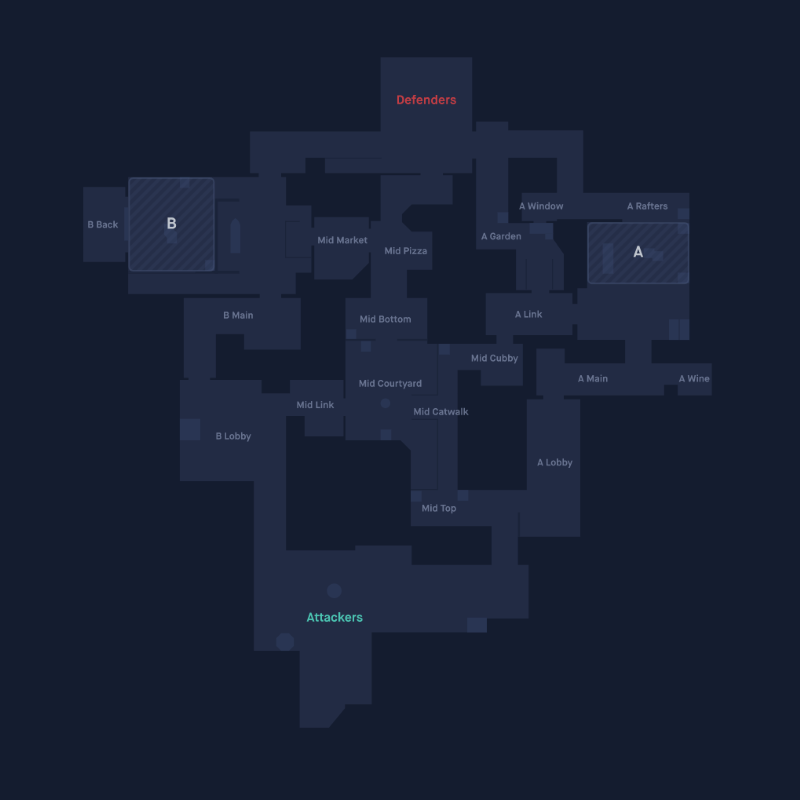 Defenders
A Window
A Rafters
B Back
B
Mid Market
Mid Pizza
A Garden
A
B Main
Mid Bottom
A Link
Mid Cubby
Mid Courtyard
A Main
A Wine
Mid Link
Mid Catwalk
B Lobby
A Lobby
Mid Top
Attackers